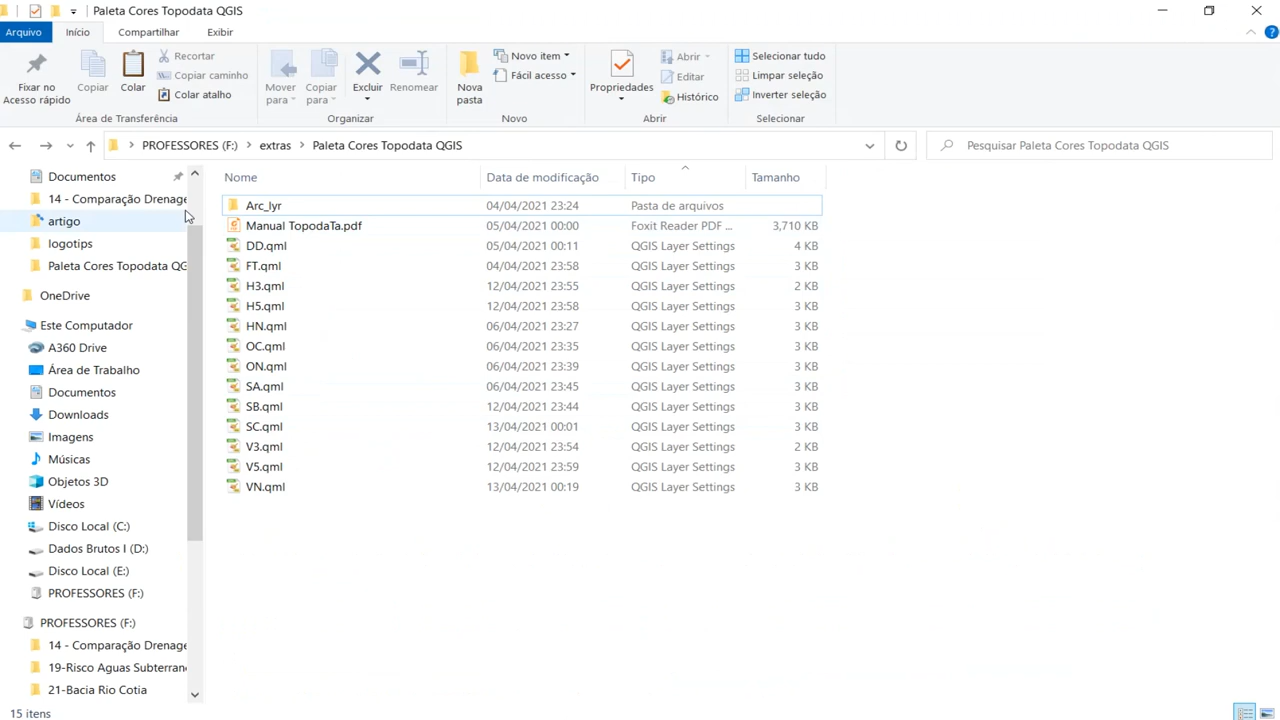 Paleta Cores Topodata QGIS
Arquivo Início Compartilhar Exibir
Fixar no Acesso rápido
Copiar
Colar
Recortar
Copiar caminho
Colar atalho
Área de Transferência
Mover para
Copiar para
Excluir
Renomear
Organizar
Nova pasta
Novo item
Fácil acesso
Novo
Propriedades
Abrir
Editar
Histórico
Abrir
Selecionar tudo
Limpar seleção
Inverter seleção
Selecionar
PROFESSORES (F:) > extras > Paleta Cores Topodata QGIS
Pesquisar Paleta Cores Topodata QGIS
Documentos
14 - Comparação Drenage
artigo
logotips
Paleta Cores Topodata QG
OneDrive
Este Computador
A360 Drive
Área de Trabalho
Documentos
Downloads
Imagens
Músicas
Objetos 3D
Vídeos
Disco Local (C:)
Dados Brutos I (D:)
Disco Local (E:)
PROFESSORES (F:)
PROFESSORES (F:)
14 - Comparação Drenage
19-Risco Aguas Subterran
21-Bacia Rio Cotia
Nome Data de modificação Tipo Tamanho
Arc_lyr 04/04/2021 23:24 Pasta de arquivos
Manual TopodaTa.pdf 05/04/2021 00:00 Foxit Reader PDF ... 3,710 KB
DD.qml 05/04/2021 00:11 QGIS Layer Settings 4 KB
FT.qml 04/04/2021 23:58 QGIS Layer Settings 3 KB
H3.qml 12/04/2021 23:55 QGIS Layer Settings 2 KB
H5.qml 12/04/2021 23:58 QGIS Layer Settings 3 KB
HN.qml 06/04/2021 23:27 QGIS Layer Settings 3 KB
OC.qml 06/04/2021 23:35 QGIS Layer Settings 3 KB
ON.qml 06/04/2021 23:39 QGIS Layer Settings 3 KB
SA.qml 06/04/2021 23:45 QGIS Layer Settings 3 KB
SB.qml 12/04/2021 23:44 QGIS Layer Settings 3 KB
SC.qml 13/04/2021 00:01 QGIS Layer Settings 3 KB
V3.qml 12/04/2021 23:54 QGIS Layer Settings 2 KB
V5.qml 12/04/2021 23:59 QGIS Layer Settings 3 KB
VN.qml 13/04/2021 00:19 QGIS Layer Settings 3 KB
15 itens